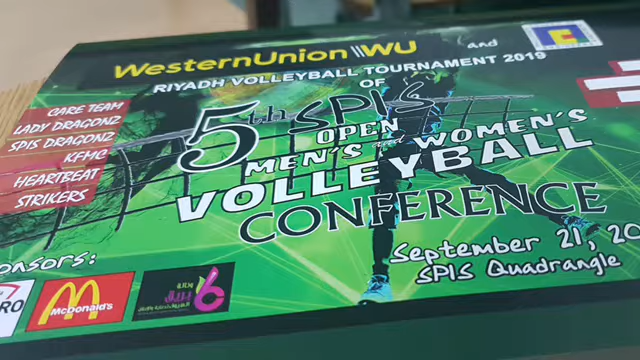 WesternUnion \\ WU and
RIYADH VOLLEYBALL TOURNAMENT 2019
OF
5th SPIS
OPEN
MEN'S and WOMEN'S
VOLLEYBALL
CONFERENCE
September 21, 20
SPIS Quadrangle
CARE TEAM
LADY DRAGONZ
SPIS DRAGONZ
KFMC
HEARTBEAT
STRIKERS
onsors:
RO
McDonald's